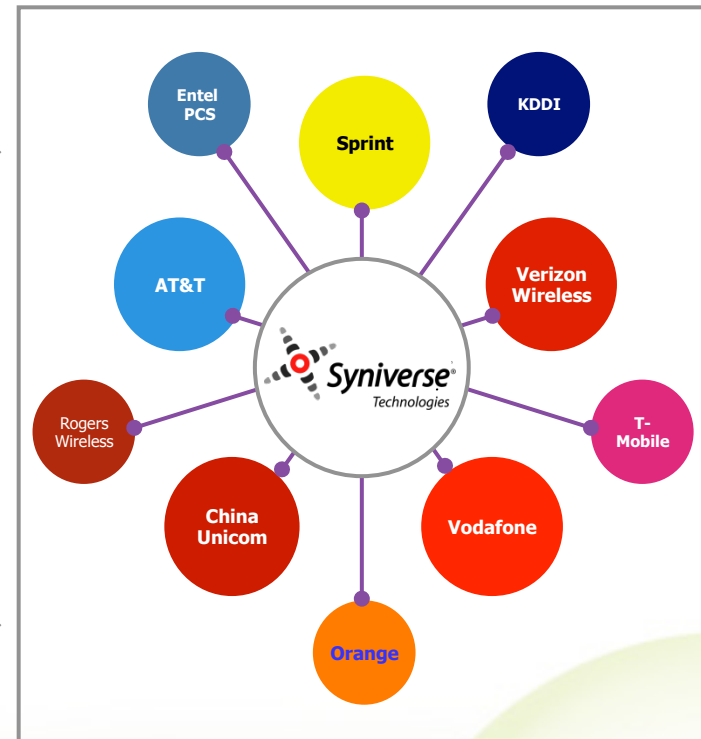 Entel
PCS
Sprint
KDDI
AT&T
Verizon
Wireless
Syniverse®
Technologies
Rogers
Wireless
T-
Mobile
China
Unicom
Vodafone
Orange